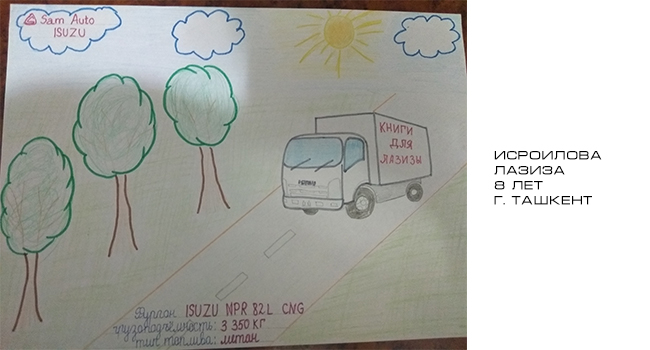 Sam Auto
ISUZU
КНИГИ
ДЛЯ
ЛАЗИЗЫ
ISUZU
Фургон ISUZU NPR 82L CNG
грузоподъёмность: 3 350 КГ
тип топлива: метан
ИСРОИЛОВА
ЛАЗИЗА
8 ЛЕТ
Г. ТАШКЕНТ